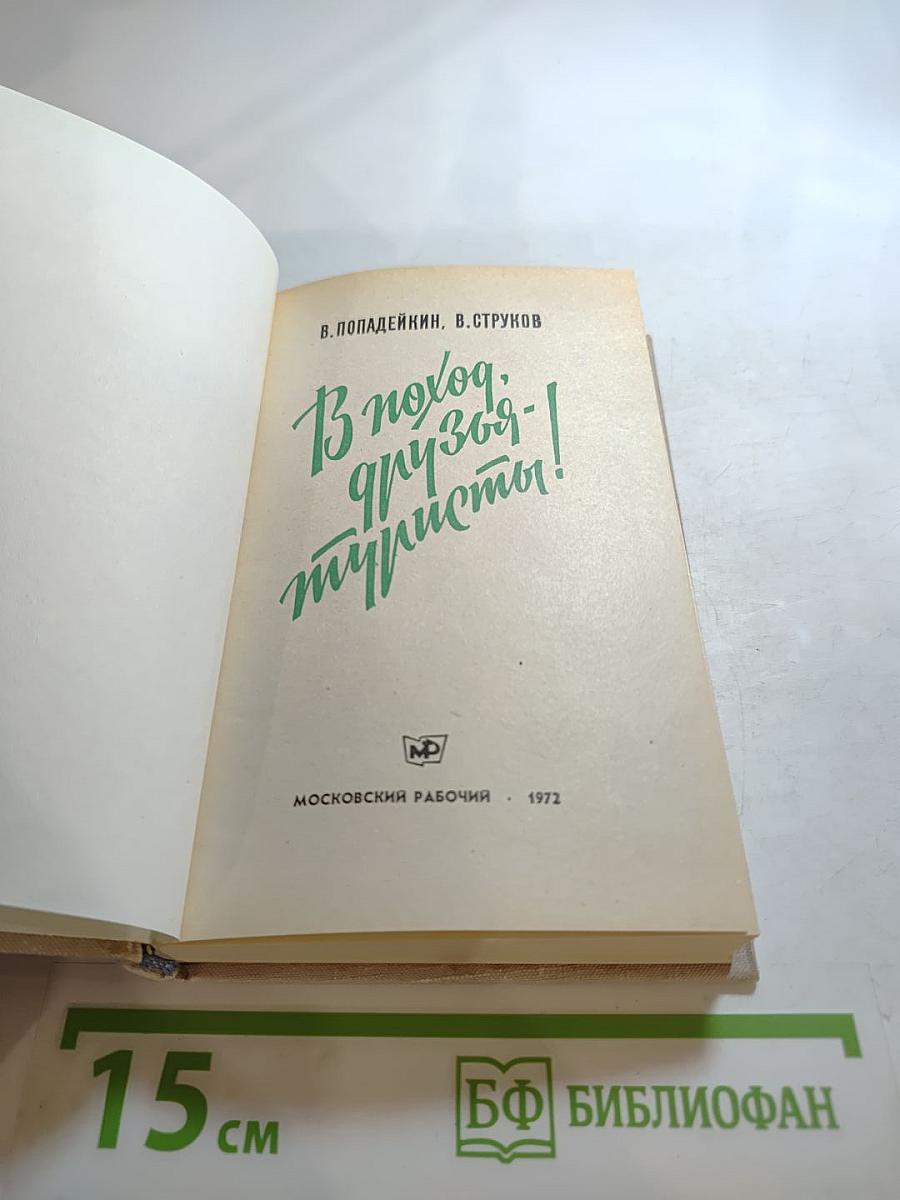 В. ПОПАДЕЙКИН, В. СТРУКОВ
В поход,
друзья-
туристы!
МР
МОСКОВСКИЙ РАБОЧИЙ · 1972
15 см
БФ БИБЛИОФАН